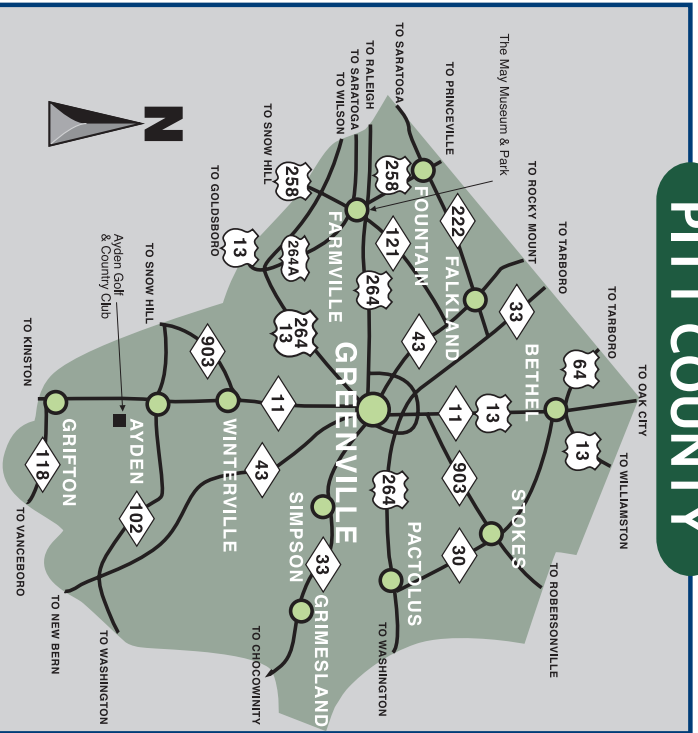 PITT COUNTY
TO OAK CITY
TO TARBORO
64
13
TO WILLIAMSTON
TO TARBORO
TO ROCKY MOUNT
33
BETHEL
STOKES
TO ROBERSVILLE
The May Museum & Park
TO PRINCEVILLE
222
FALKLAND
11
13
903
30
TO SARATOGA
258
FOUNTAIN
121
43
PACTOLUS
TO RALEIGH
TO SARATOGA
TO WILSON
264
264
TO WASHINGTON
FARMVILLE
GREENVILLE
TO SNOW HILL
258
264A
264
13
SIMPSON
33
GRIMESLAND
TO GOLDSBORO
13
11
43
TO CHOCOWINITY
N
903
WINTERVILLE
TO SNOW HILL
Ayden Golf
& Country Club
AYDEN
102
TO WASHINGTON
TO KINSTON
GRIFTON
118
TO NEW BERN
TO VANCEBORO